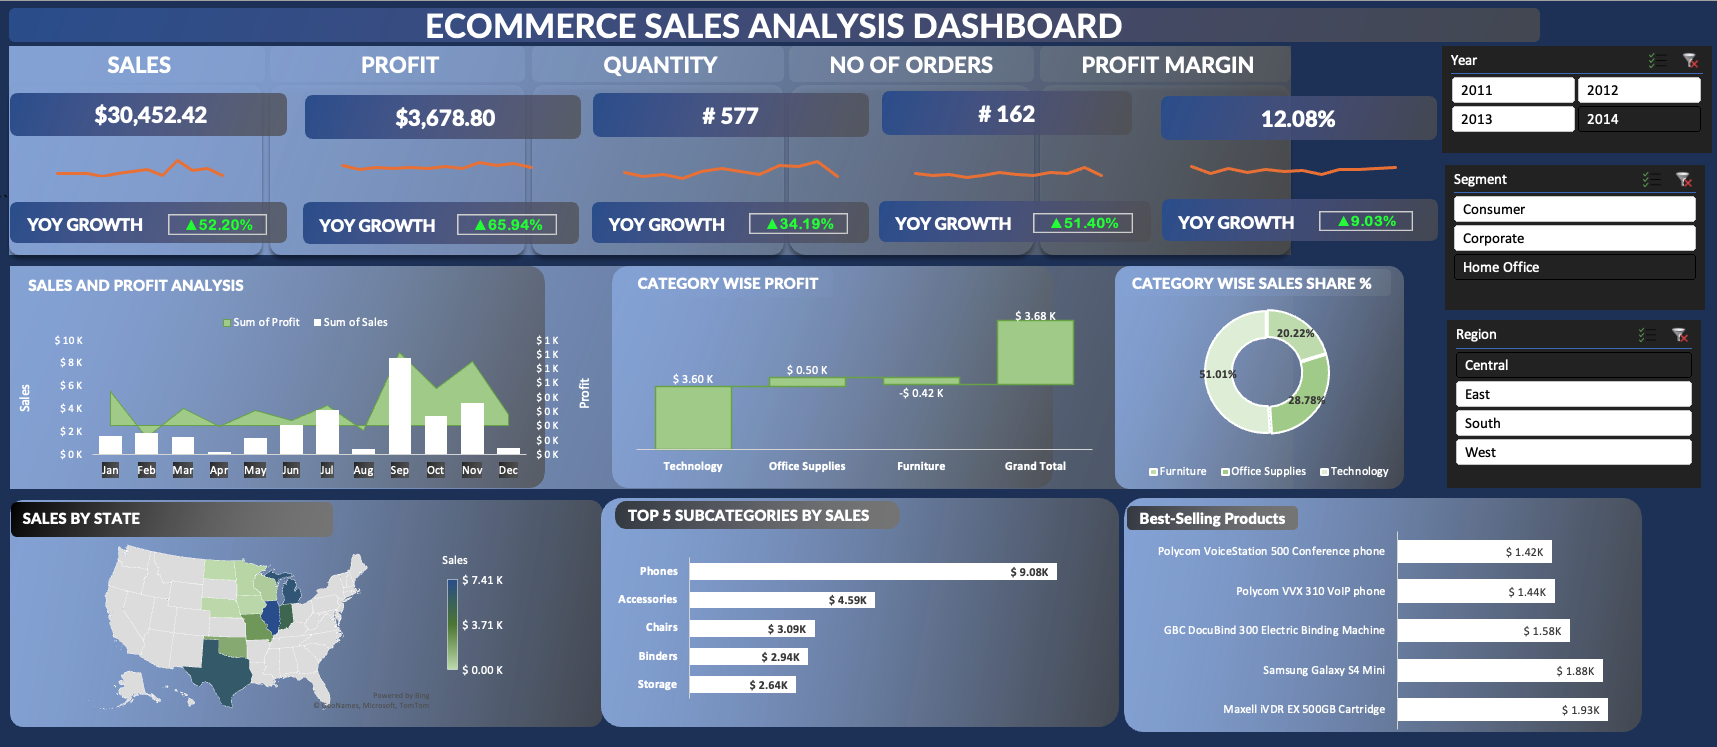 ECOMMERCE SALES ANALYSIS DASHBOARD
SALES
PROFIT
QUANTITY
NO OF ORDERS
PROFIT MARGIN
$30,452.42
$3,678.80
# 577
# 162
12.08%
YOY GROWTH ▲52.20%
YOY GROWTH ▲65.94%
YOY GROWTH ▲34.19%
YOY GROWTH ▲51.40%
YOY GROWTH ▲9.03%
Year
2011 2012
2013 2014
Segment
Consumer
Corporate
Home Office
Region
Central
East
South
West
SALES AND PROFIT ANALYSIS
Sum of Profit Sum of Sales
Sales
$ 10 K
$ 8 K
$ 6 K
$ 4 K
$ 2 K
$ 0 K
$ 1 K
$ 1 K
$ 1 K
$ 1 K
$ 0 K
$ 0 K
$ 0 K
$ 0 K
$ 0 K
Profit
Jan Feb Mar Apr May Jun Jul Aug Sep Oct Nov Dec
CATEGORY WISE PROFIT
$ 3.60 K
$ 0.50 K
-$ 0.42 K
$ 3.68 K
Technology Office Supplies Furniture Grand Total
CATEGORY WISE SALES SHARE %
20.22%
51.01%
28.78%
Furniture Office Supplies Technology
SALES BY STATE
Sales
$ 7.41 K
$ 3.71 K
$ 0.00 K
Powered by Bing
© GeoNames, Microsoft, TomTom
TOP 5 SUBCATEGORIES BY SALES
Phones $ 9.08K
Accessories $ 4.59K
Chairs $ 3.09K
Binders $ 2.94K
Storage $ 2.64K
Best-Selling Products
Polycom VoiceStation 500 Conference phone $ 1.42K
Polycom VVX 310 VoIP phone $ 1.44K
GBC DocuBind 300 Electric Binding Machine $ 1.58K
Samsung Galaxy S4 Mini $ 1.88K
Maxell iVDR EX 500GB Cartridge $ 1.93K